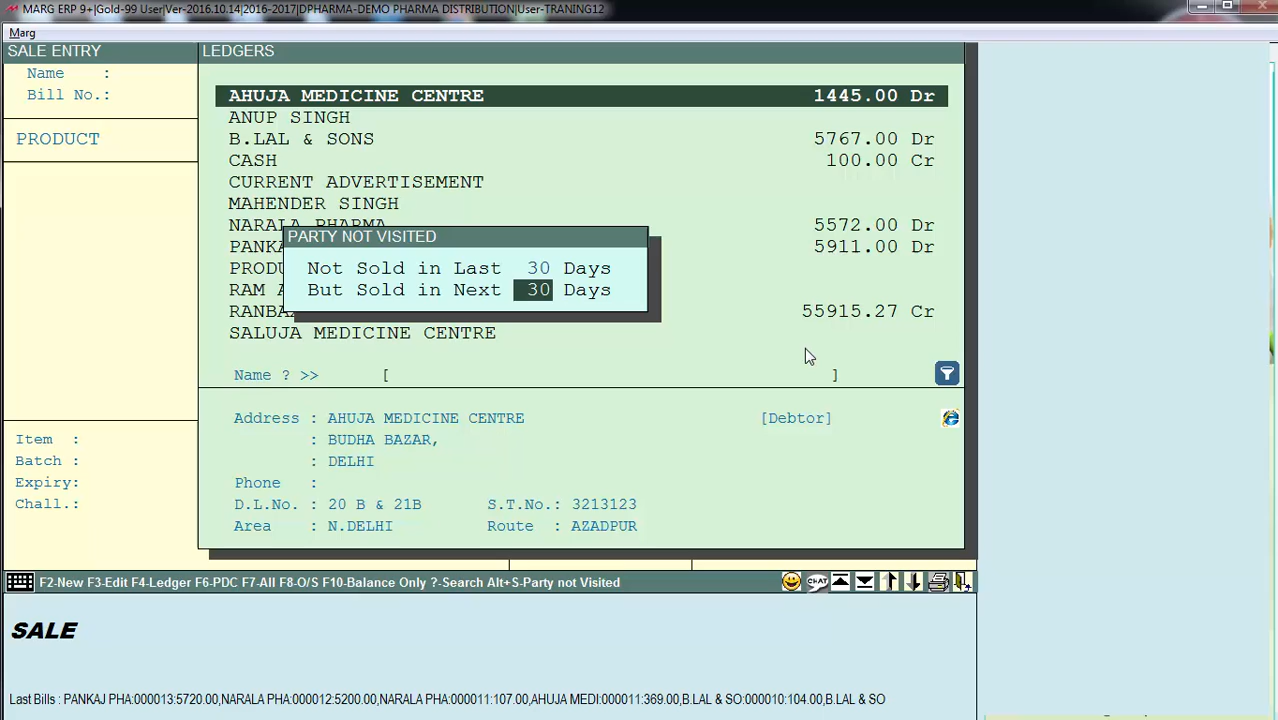 MARG ERP 9+|Gold-99 User|Ver-2016.10.14|2016-2017|DPHARMA-DEMO PHARMA DISTRIBUTION|User-TRANING12
Marg
SALE ENTRY
Name :
Bill No.:
PRODUCT
Item :
Batch :
Expiry:
Chall.:
LEDGERS
AHUJA MEDICINE CENTRE 1445.00 Dr
ANUP SINGH
B.LAL & SONS 5767.00 Dr
CASH 100.00 Cr
CURRENT ADVERTISEMENT
MAHENDER SINGH
NARALA PHARMA 5572.00 Dr
PANKA 5911.00 Dr
PRODU
RAM A
RANBAZ 55915.27 Cr
SALUJA MEDICINE CENTRE
PARTY NOT VISITED
Not Sold in Last 30 Days
But Sold in Next 30 Days
Name ? >> [ ]
Address : AHUJA MEDICINE CENTRE [Debtor]
: BUDHA BAZAR,
: DELHI
Phone :
D.L.No. : 20 B & 21B S.T.No.: 3213123
Area : N.DELHI Route : AZADPUR
F2-New F3-Edit F4-Ledger F6-PDC F7-All F8-O/S F10-Balance Only ?-Search Alt+S-Party not Visited
CHAT
SALE
Last Bills : PANKAJ PHA:000013:5720.00,NARALA PHA:000012:5200.00,NARALA PHA:000011:107.00,AHUJA MEDI:000011:369.00,B.LAL & SO:000010:104.00,B.LAL & SO